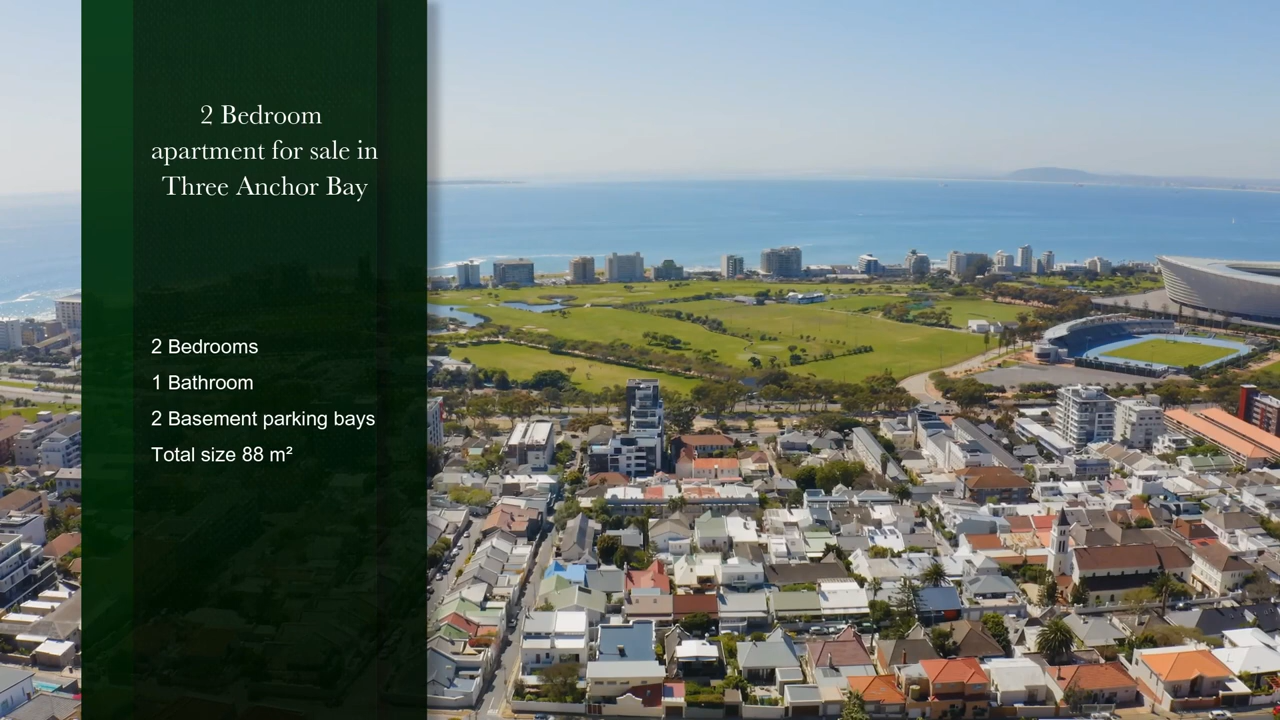 2 Bedroom
apartment for sale in
Three Anchor Bay
2 Bedrooms
1 Bathroom
2 Basement parking bays
Total size 88 m²